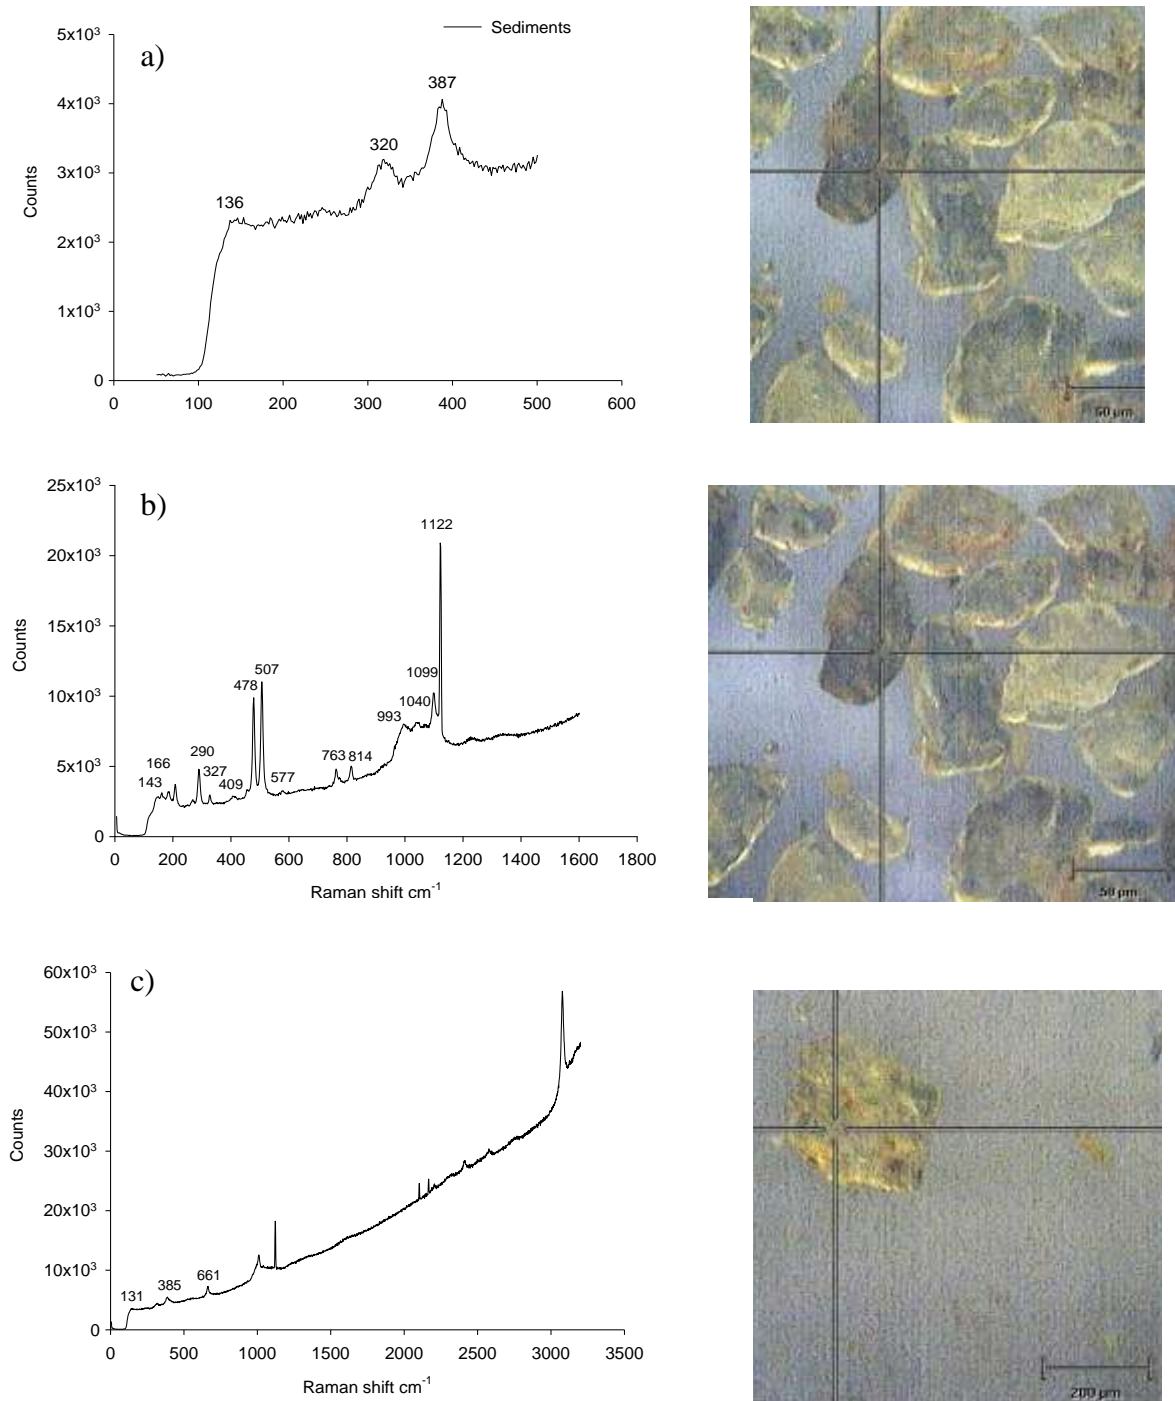 Sediments
a)
5x10³
4x10³
3x10³
2x10³
1x10³
0
Counts
136
320
387
0 100 200 300 400 500 600
50 µm
b)
25x10³
20x10³
15x10³
10x10³
5x10³
0
Counts
143
166
290
327
409
478
507
577
763
814
993
1040
1099
1122
0 200 400 600 800 1000 1200 1400 1600 1800
Raman shift cm⁻¹
50 µm
c)
60x10³
50x10³
40x10³
30x10³
20x10³
10x10³
0
Counts
131
385
661
0 500 1000 1500 2000 2500 3000 3500
Raman shift cm⁻¹
200 µm